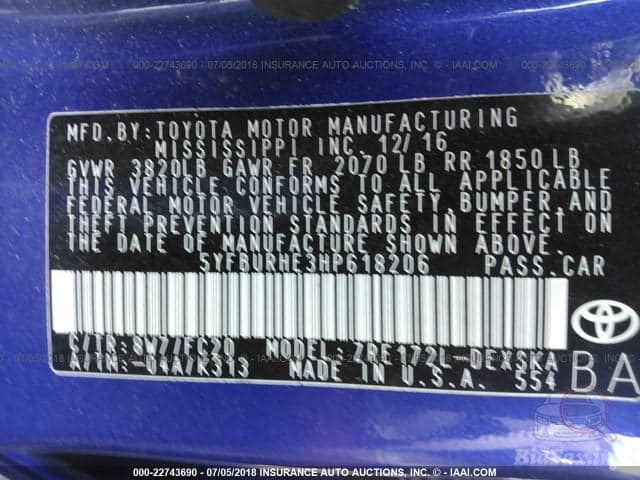 000-22743690 - 07/05/2018 INSURANCE AUTO AUCTIONS, INC. - © IAAI.COM
MFD. BY: TOYOTA MOTOR MANUFACTURING
MISSISSIPPI INC. 12/16
GVWR 3820LB GAWR FR 2070 LB RR 1850 LB
THIS VEHICLE CONFORMS TO ALL APPLICABLE
FEDERAL MOTOR VEHICLE SAFETY, BUMPER, AND
THEFT PREVENTION STANDARDS IN EFFECT ON
THE DATE OF MANUFACTURE SHOWN ABOVE.
5YFBURHE3HP618206 PASS. CAR
C/TR: 8W7/FC20 MODEL: ZRE172L-DEXSKA
A/TM: -04A/K313 MADE IN U.S.A. 554
BA
000-22743690 - 07/05/2018 INSURANCE AUTO AUCTIONS, INC. - © IAAI.COM